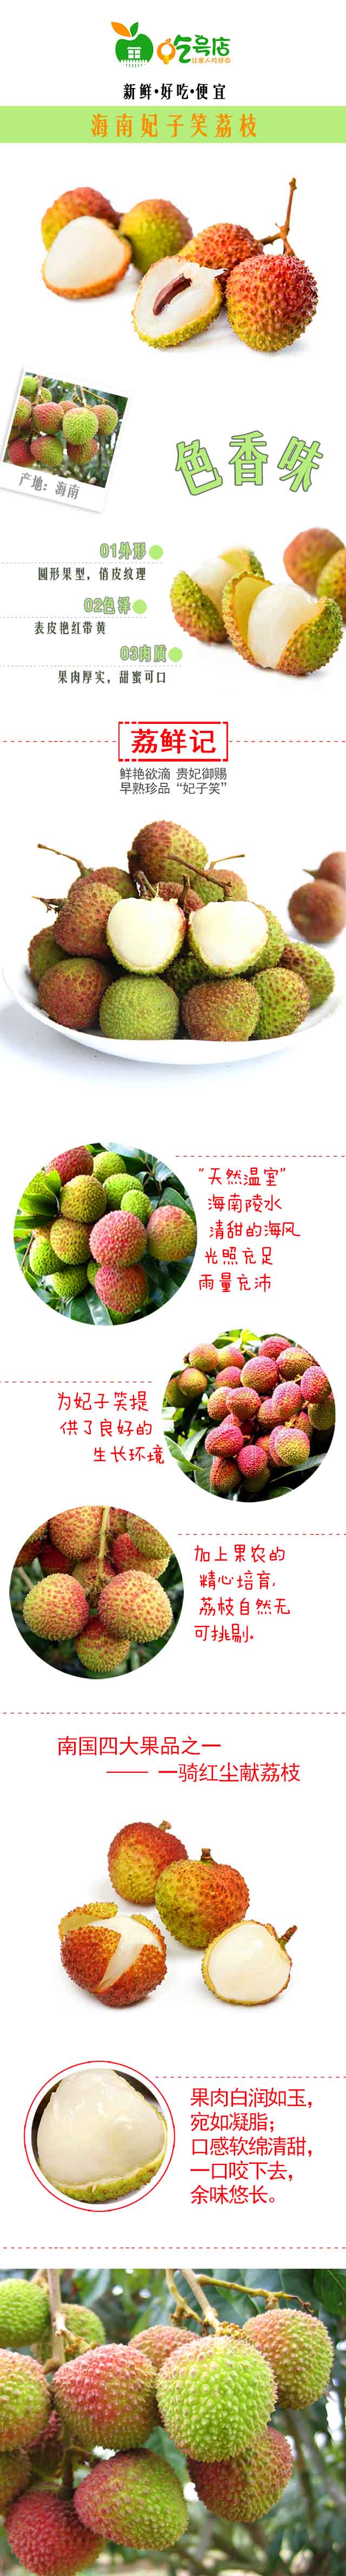 吃号店
让家人吃好点
新鲜·好吃·便宜
海南妃子笑荔枝
产地：海南
色香味
01外形
圆形果型，俏皮纹理
02色泽
表皮艳红带黄
03肉质
果肉厚实，甜蜜可口
荔鲜记
鲜艳欲滴 贵妃御赐
早熟珍品“妃子笑”
“天然温室”
海南陵水
清甜的海风
光照充足
雨量充沛
为妃子笑提
供了良好的
生长环境
加上果农的
精心培育，
荔枝自然无
可挑剔。
南国四大果品之一
—— 一骑红尘献荔枝
果肉白润如玉，
宛如凝脂；
口感软绵清甜，
一口咬下去，
余味悠长。